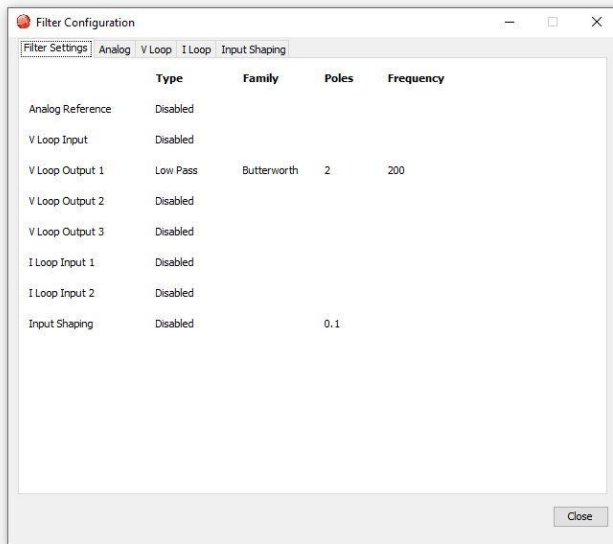 Filter Configuration
Filter Settings Analog V Loop I Loop Input Shaping
Type Family Poles Frequency
Analog Reference Disabled
V Loop Input Disabled
V Loop Output 1 Low Pass Butterworth 2 200
V Loop Output 2 Disabled
V Loop Output 3 Disabled
I Loop Input 1 Disabled
I Loop Input 2 Disabled
Input Shaping Disabled 0.1
Close